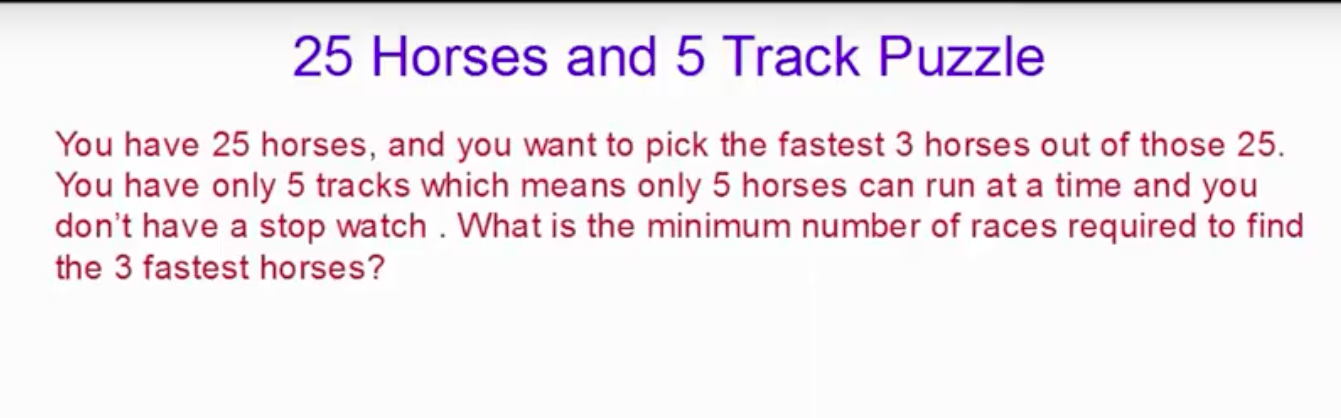 25 Horses and 5 Track Puzzle
You have 25 horses, and you want to pick the fastest 3 horses out of those 25.
You have only 5 tracks which means only 5 horses can run at a time and you
don't have a stop watch . What is the minimum number of races required to find
the 3 fastest horses?